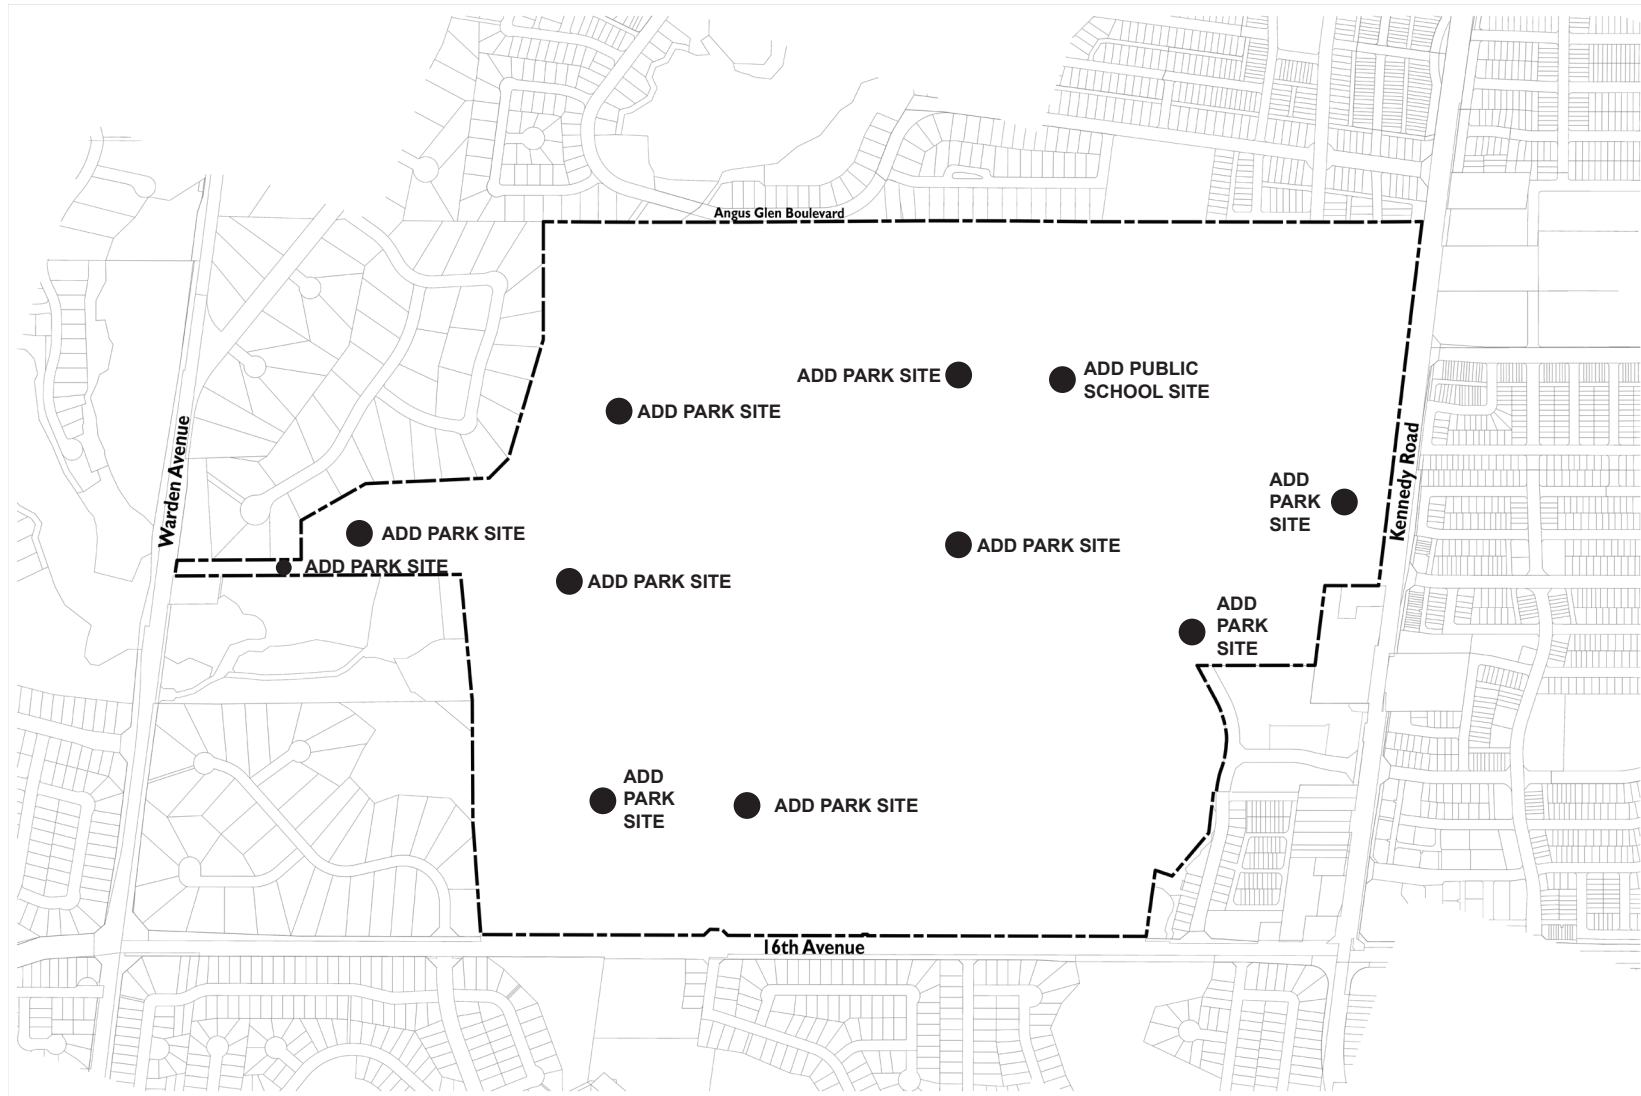 Angus Glen Boulevard
ADD PARK SITE
ADD PUBLIC
SCHOOL SITE
ADD PARK SITE
Warden Avenue
Kennedy Road
ADD
PARK
SITE
ADD PARK SITE
ADD PARK SITE
ADD PARK SITE
ADD PARK SITE
ADD
PARK
SITE
ADD
PARK
SITE
ADD PARK SITE
16th Avenue